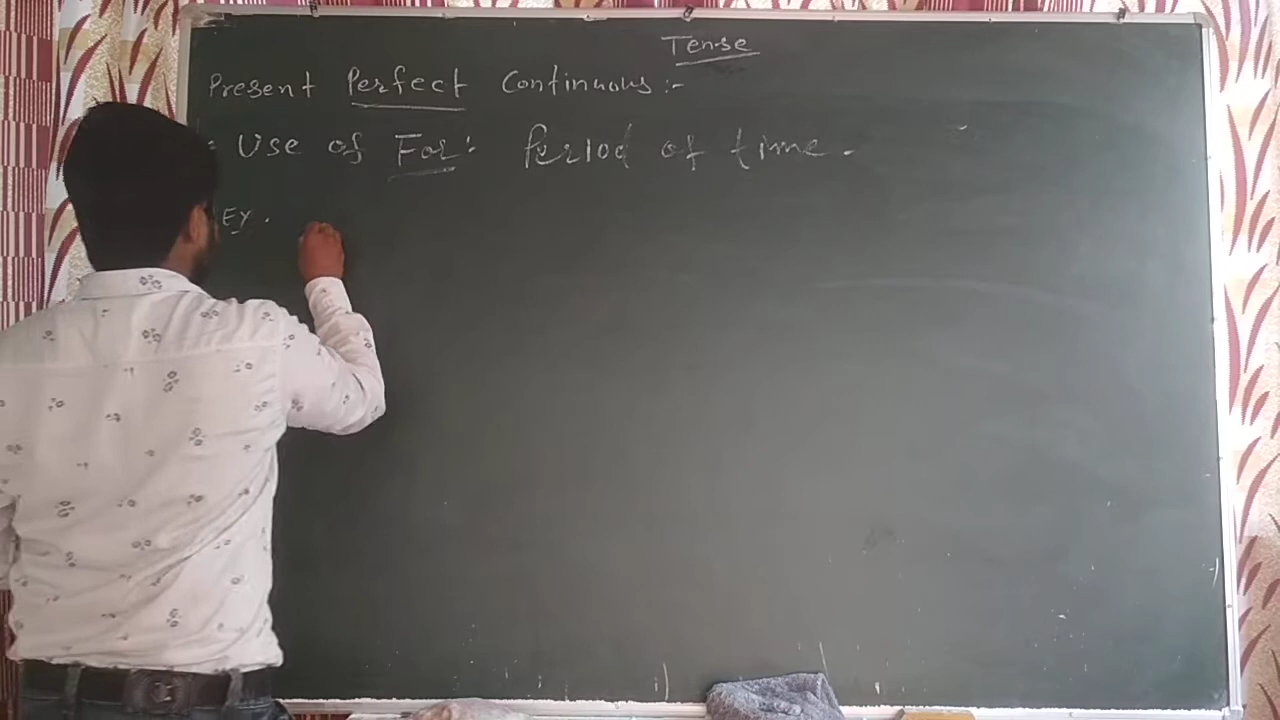 Tense
Present Perfect Continuous :-
Use of For: Period of time.
Ex.